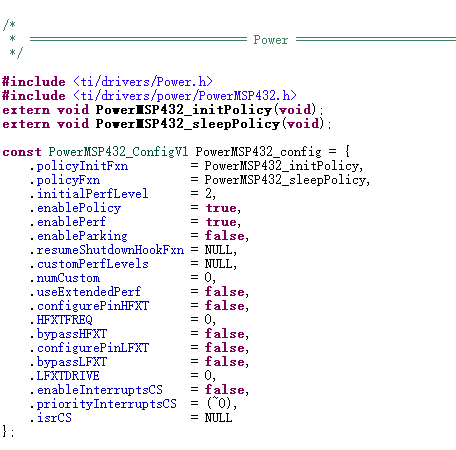 /*
 *  =============================== Power ===============================
 */

#include <ti/drivers/Power.h>
#include <ti/drivers/power/PowerMSP432.h>
extern void PowerMSP432_initPolicy(void);
extern void PowerMSP432_sleepPolicy(void);

const PowerMSP432_ConfigV1 PowerMSP432_config = {
    .policyInitFxn         = PowerMSP432_initPolicy,
    .policyFxn             = PowerMSP432_sleepPolicy,
    .initialPerfLevel      = 2,
    .enablePolicy          = true,
    .enablePerf            = true,
    .enableParking         = false,
    .resumeShutdownHookFxn = NULL,
    .customPerfLevels      = NULL,
    .numCustom             = 0,
    .useExtendedPerf       = false,
    .configurePinHFXT      = false,
    .HFXTFREQ              = 0,
    .bypassHFXT            = false,
    .configurePinLFXT      = false,
    .bypassLFXT            = false,
    .LFXTDRIVE             = 0,
    .enableInterruptsCS    = false,
    .priorityInterruptsCS  = (~0),
    .isrCS                 = NULL
};